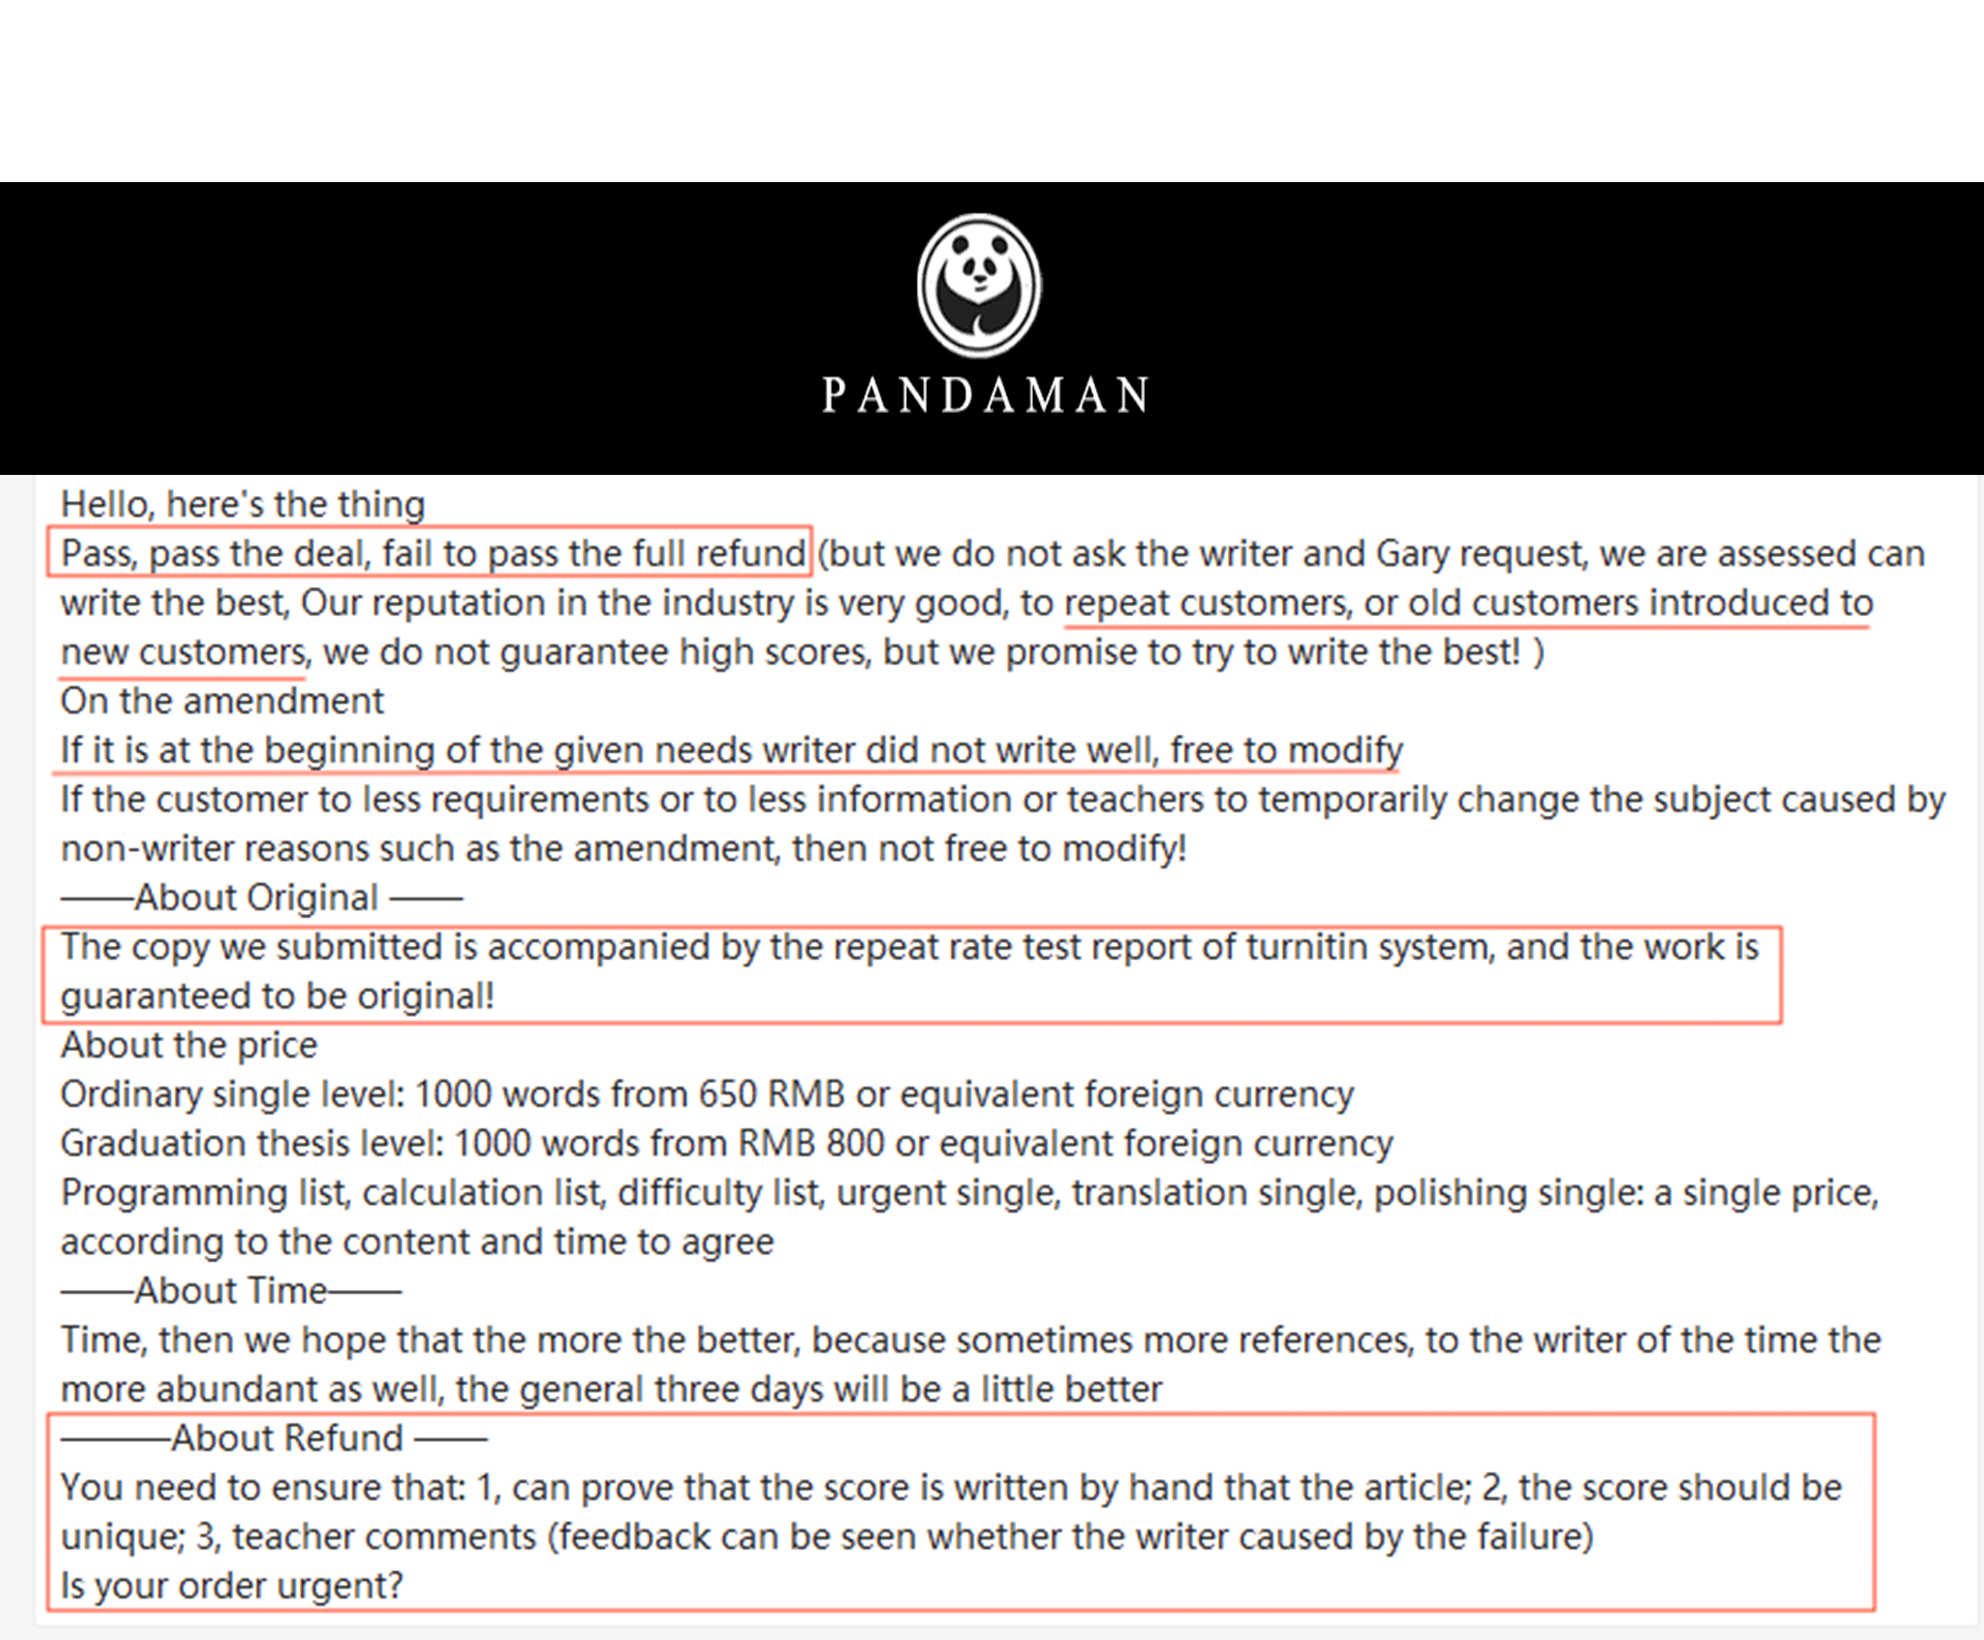 PANDAMAN
Hello, here's the thing
Pass, pass the deal, fail to pass the full refund (but we do not ask the writer and Gary request, we are assessed can
write the best, Our reputation in the industry is very good, to repeat customers, or old customers introduced to
new customers, we do not guarantee high scores, but we promise to try to write the best! )
On the amendment
If it is at the beginning of the given needs writer did not write well, free to modify
If the customer to less requirements or to less information or teachers to temporarily change the subject caused by
non-writer reasons such as the amendment, then not free to modify!
——About Original ——
The copy we submitted is accompanied by the repeat rate test report of turnitin system, and the work is
guaranteed to be original!
About the price
Ordinary single level: 1000 words from 650 RMB or equivalent foreign currency
Graduation thesis level: 1000 words from RMB 800 or equivalent foreign currency
Programming list, calculation list, difficulty list, urgent single, translation single, polishing single: a single price,
according to the content and time to agree
——About Time——
Time, then we hope that the more the better, because sometimes more references, to the writer of the time the
more abundant as well, the general three days will be a little better
———About Refund ——
You need to ensure that: 1, can prove that the score is written by hand that the article; 2, the score should be
unique; 3, teacher comments (feedback can be seen whether the writer caused by the failure)
Is your order urgent?